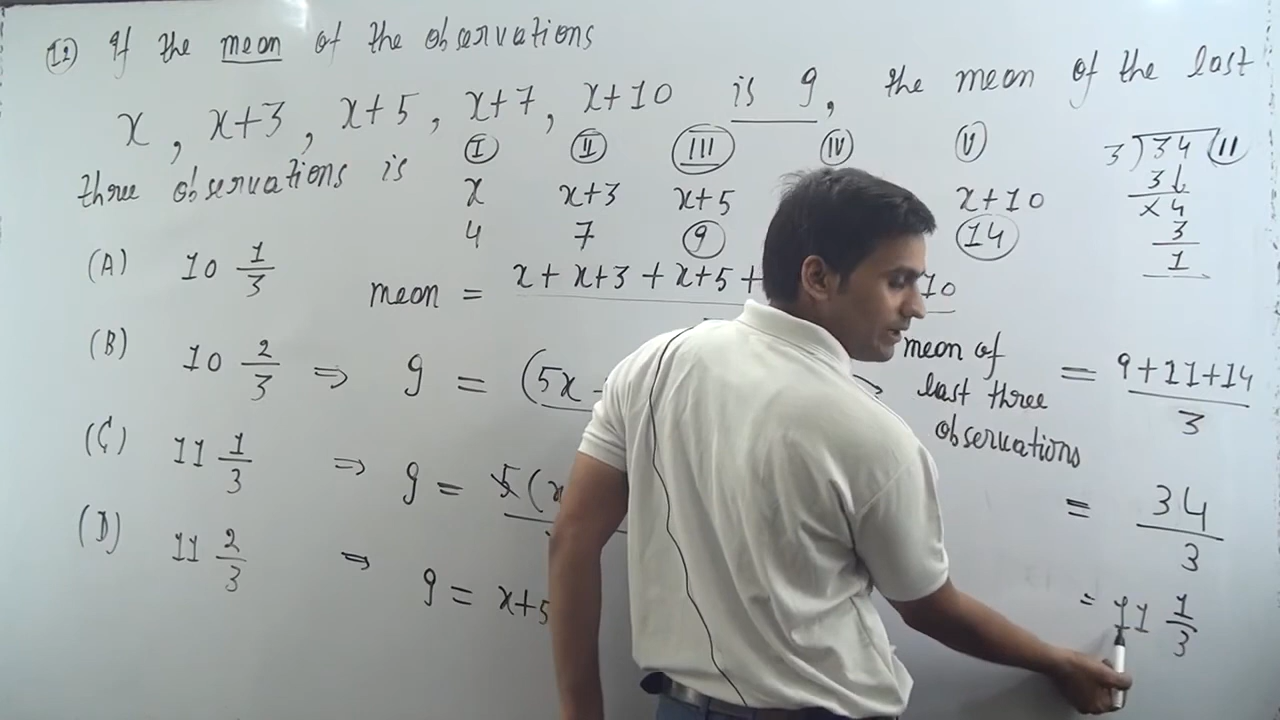 12) If the mean of the observations
x, x+3, x+5, x+7, x+10 is 9, the mean of the last
three observations is
I II III IV V
x x+3 x+5 x+10
4 7 9 14
(A) 10 1/3
(B) 10 2/3
(C) 11 1/3
(D) 11 2/3
mean = x + x+3 + x+5 + 10
⇒ 9 = (5x
⇒ 9 = 5(x
⇒ 9 = x+5
mean of
last three
observations
= 9+11+14 / 3
= 34 / 3
= 11 1/3
3) 34 (11
3↓
x4
3
1